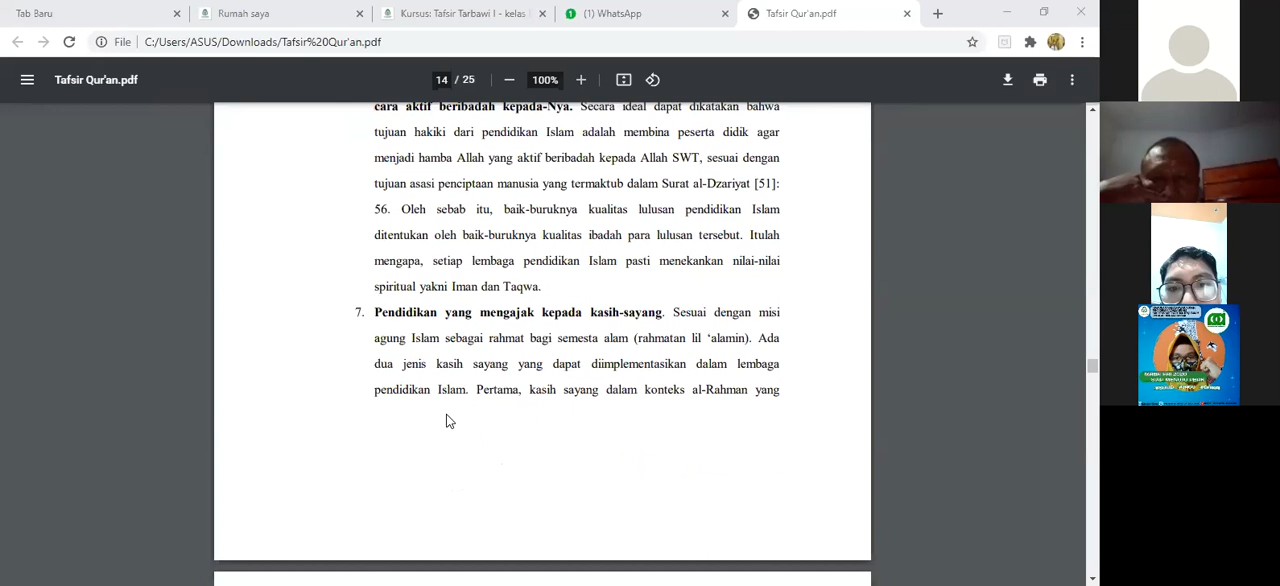 Tab Baru
Rumah saya
Kursus: Tafsir Tarbawi I - kelas
(1) WhatsApp
Tafsir Qur'an.pdf
File
C:/Users/ASUS/Downloads/Tafsir%20Qur'an.pdf
Tafsir Qur'an.pdf
14 / 25
100%
cara aktif beribadah kepada-Nya. Secara ideal dapat dikatakan bahwa
tujuan hakiki dari pendidikan Islam adalah membina peserta didik agar
menjadi hamba Allah yang aktif beribadah kepada Allah SWT, sesuai dengan
tujuan asasi penciptaan manusia yang termaktub dalam Surat al-Dzariyat [51]:
56. Oleh sebab itu, baik-buruknya kualitas lulusan pendidikan Islam
ditentukan oleh baik-buruknya kualitas ibadah para lulusan tersebut. Itulah
mengapa, setiap lembaga pendidikan Islam pasti menekankan nilai-nilai
spiritual yakni Iman dan Taqwa.
7. Pendidikan yang mengajak kepada kasih-sayang. Sesuai dengan misi
agung Islam sebagai rahmat bagi semesta alam (rahmatan lil ‘alamin). Ada
dua jenis kasih sayang yang dapat diimplementasikan dalam lembaga
pendidikan Islam. Pertama, kasih sayang dalam konteks al-Rahman yang